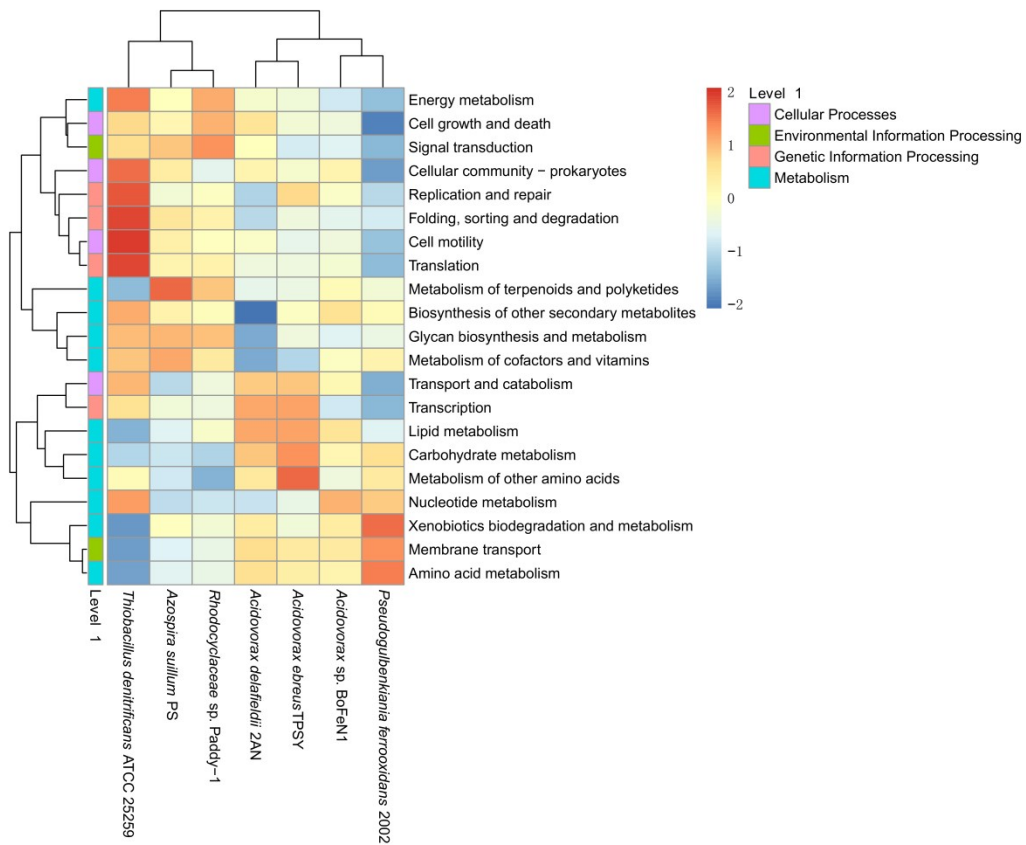 Energy metabolism
Cell growth and death
Signal transduction
Cellular community − prokaryotes
Replication and repair
Folding, sorting and degradation
Cell motility
Translation
Metabolism of terpenoids and polyketides
Biosynthesis of other secondary metabolites
Glycan biosynthesis and metabolism
Metabolism of cofactors and vitamins
Transport and catabolism
Transcription
Lipid metabolism
Carbohydrate metabolism
Metabolism of other amino acids
Nucleotide metabolism
Xenobiotics biodegradation and metabolism
Membrane transport
Amino acid metabolism
2
1
0
−1
−2
Level 1
Cellular Processes
Environmental Information Processing
Genetic Information Processing
Metabolism
Level 1
Thiobacillus denitrificans ATCC 25259
Azospira suillum PS
Rhodocyclaceae sp. Paddy−1
Acidovorax delafieldii 2AN
Acidovorax ebreusTPSY
Acidovorax sp. BoFeN1
Pseudogulbenkiania ferrooxidans 2002